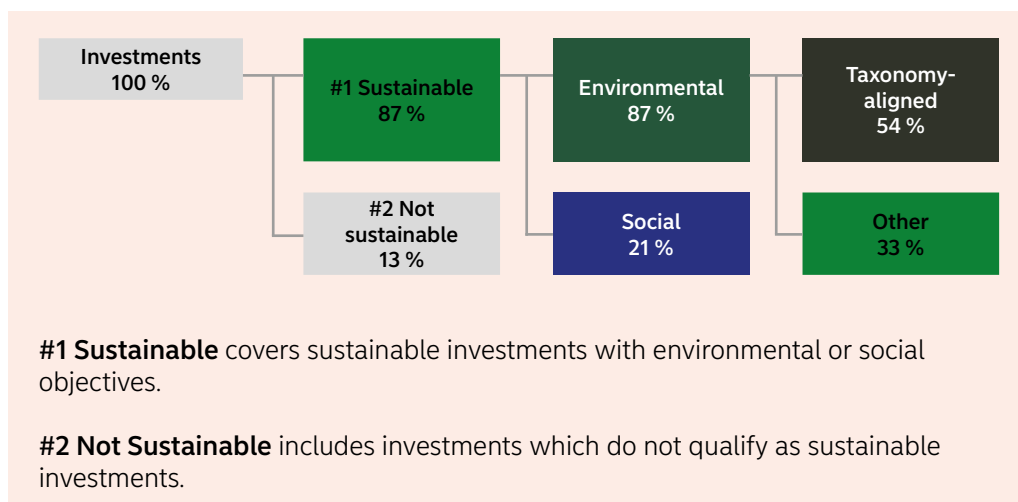 Investments
100 %
#1 Sustainable
87 %
Environmental
87 %
Taxonomy-
aligned
54 %
#2 Not
sustainable
13 %
Social
21 %
Other
33 %
#1 Sustainable covers sustainable investments with environmental or social
objectives.
#2 Not Sustainable includes investments which do not qualify as sustainable
investments.